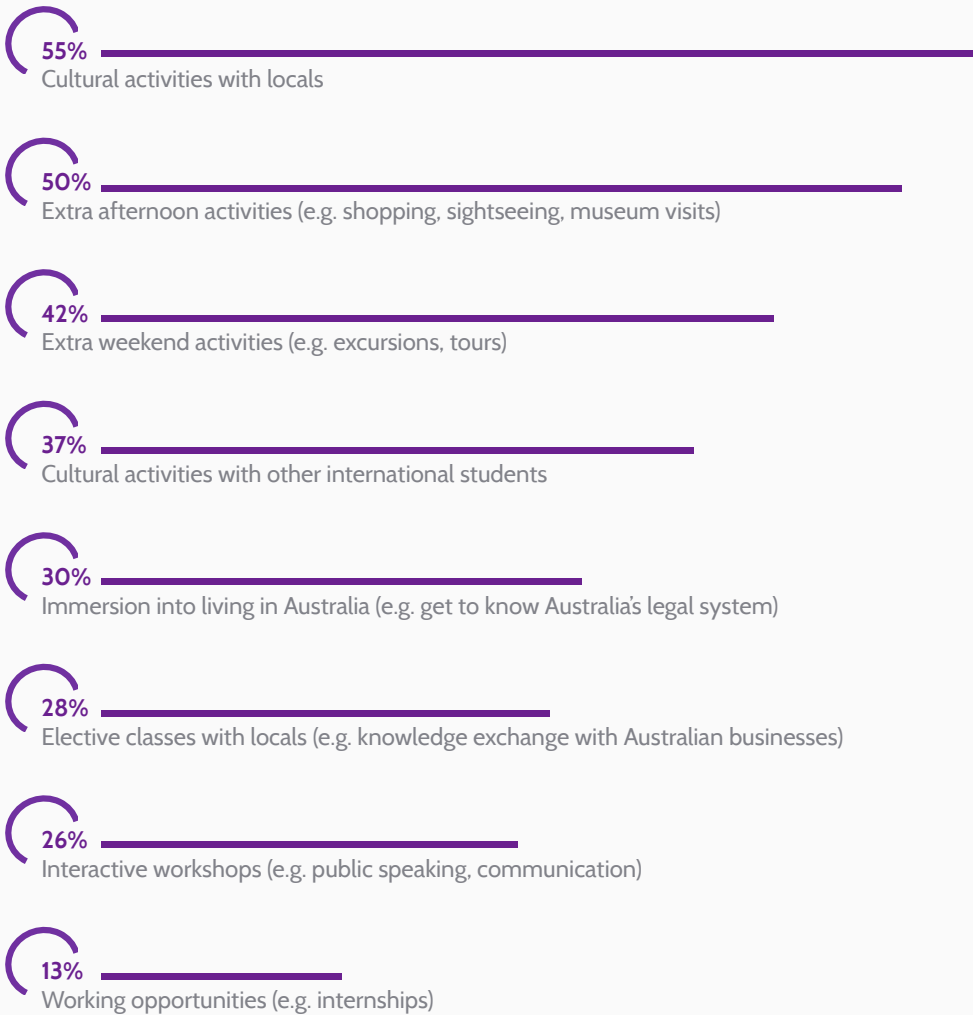 55%
Cultural activities with locals
50%
Extra afternoon activities (e.g. shopping, sightseeing, museum visits)
42%
Extra weekend activities (e.g. excursions, tours)
37%
Cultural activities with other international students
30%
Immersion into living in Australia (e.g. get to know Australia's legal system)
28%
Elective classes with locals (e.g. knowledge exchange with Australian businesses)
26%
Interactive workshops (e.g. public speaking, communication)
13%
Working opportunities (e.g. internships)